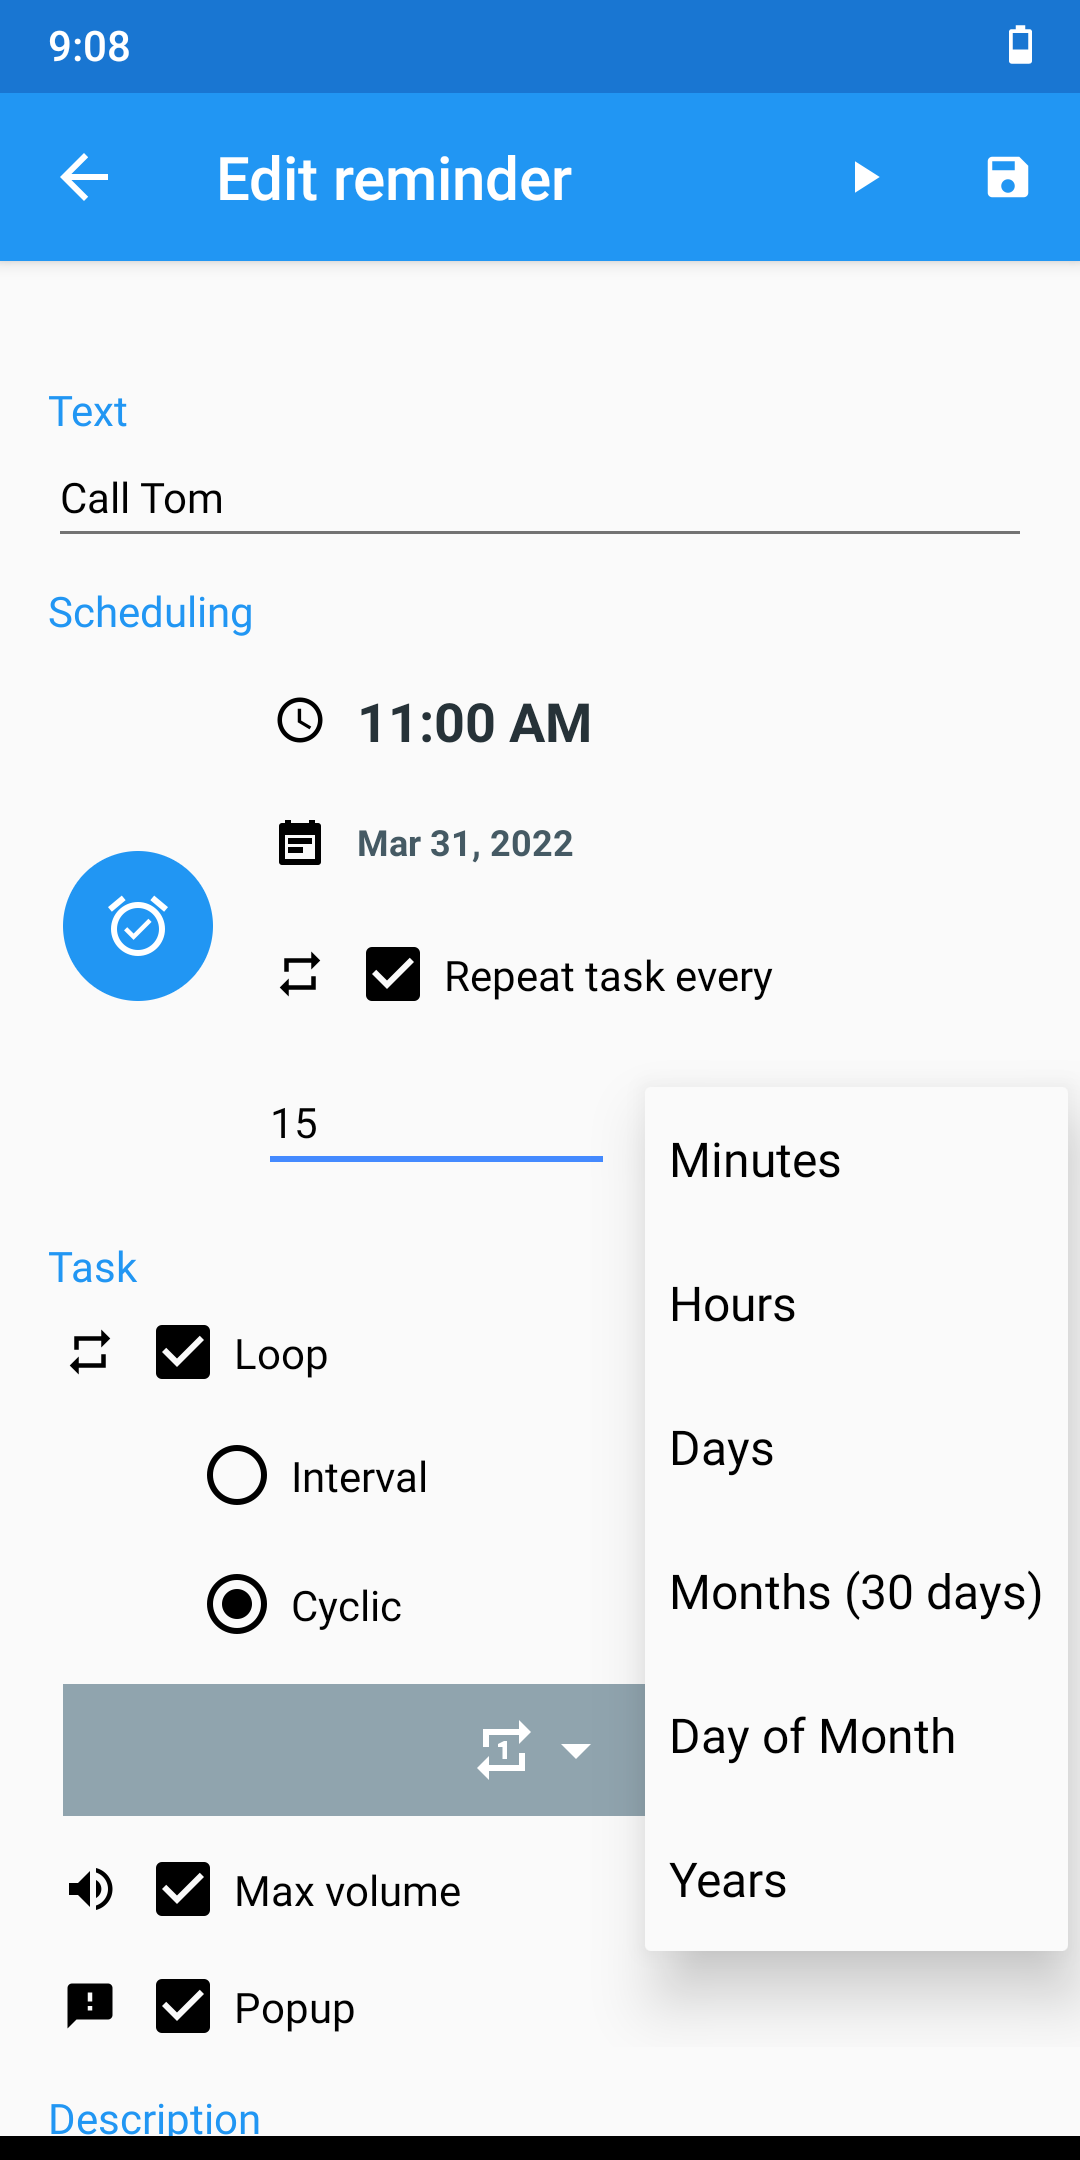 9:08
Edit reminder
Text
Call Tom
Scheduling
11:00 AM
Mar 31, 2022
Repeat task every
15
Minutes
Hours
Days
Months (30 days)
Day of Month
Years
Task
Loop
Interval
Cyclic
1
Max volume
Popup
Description